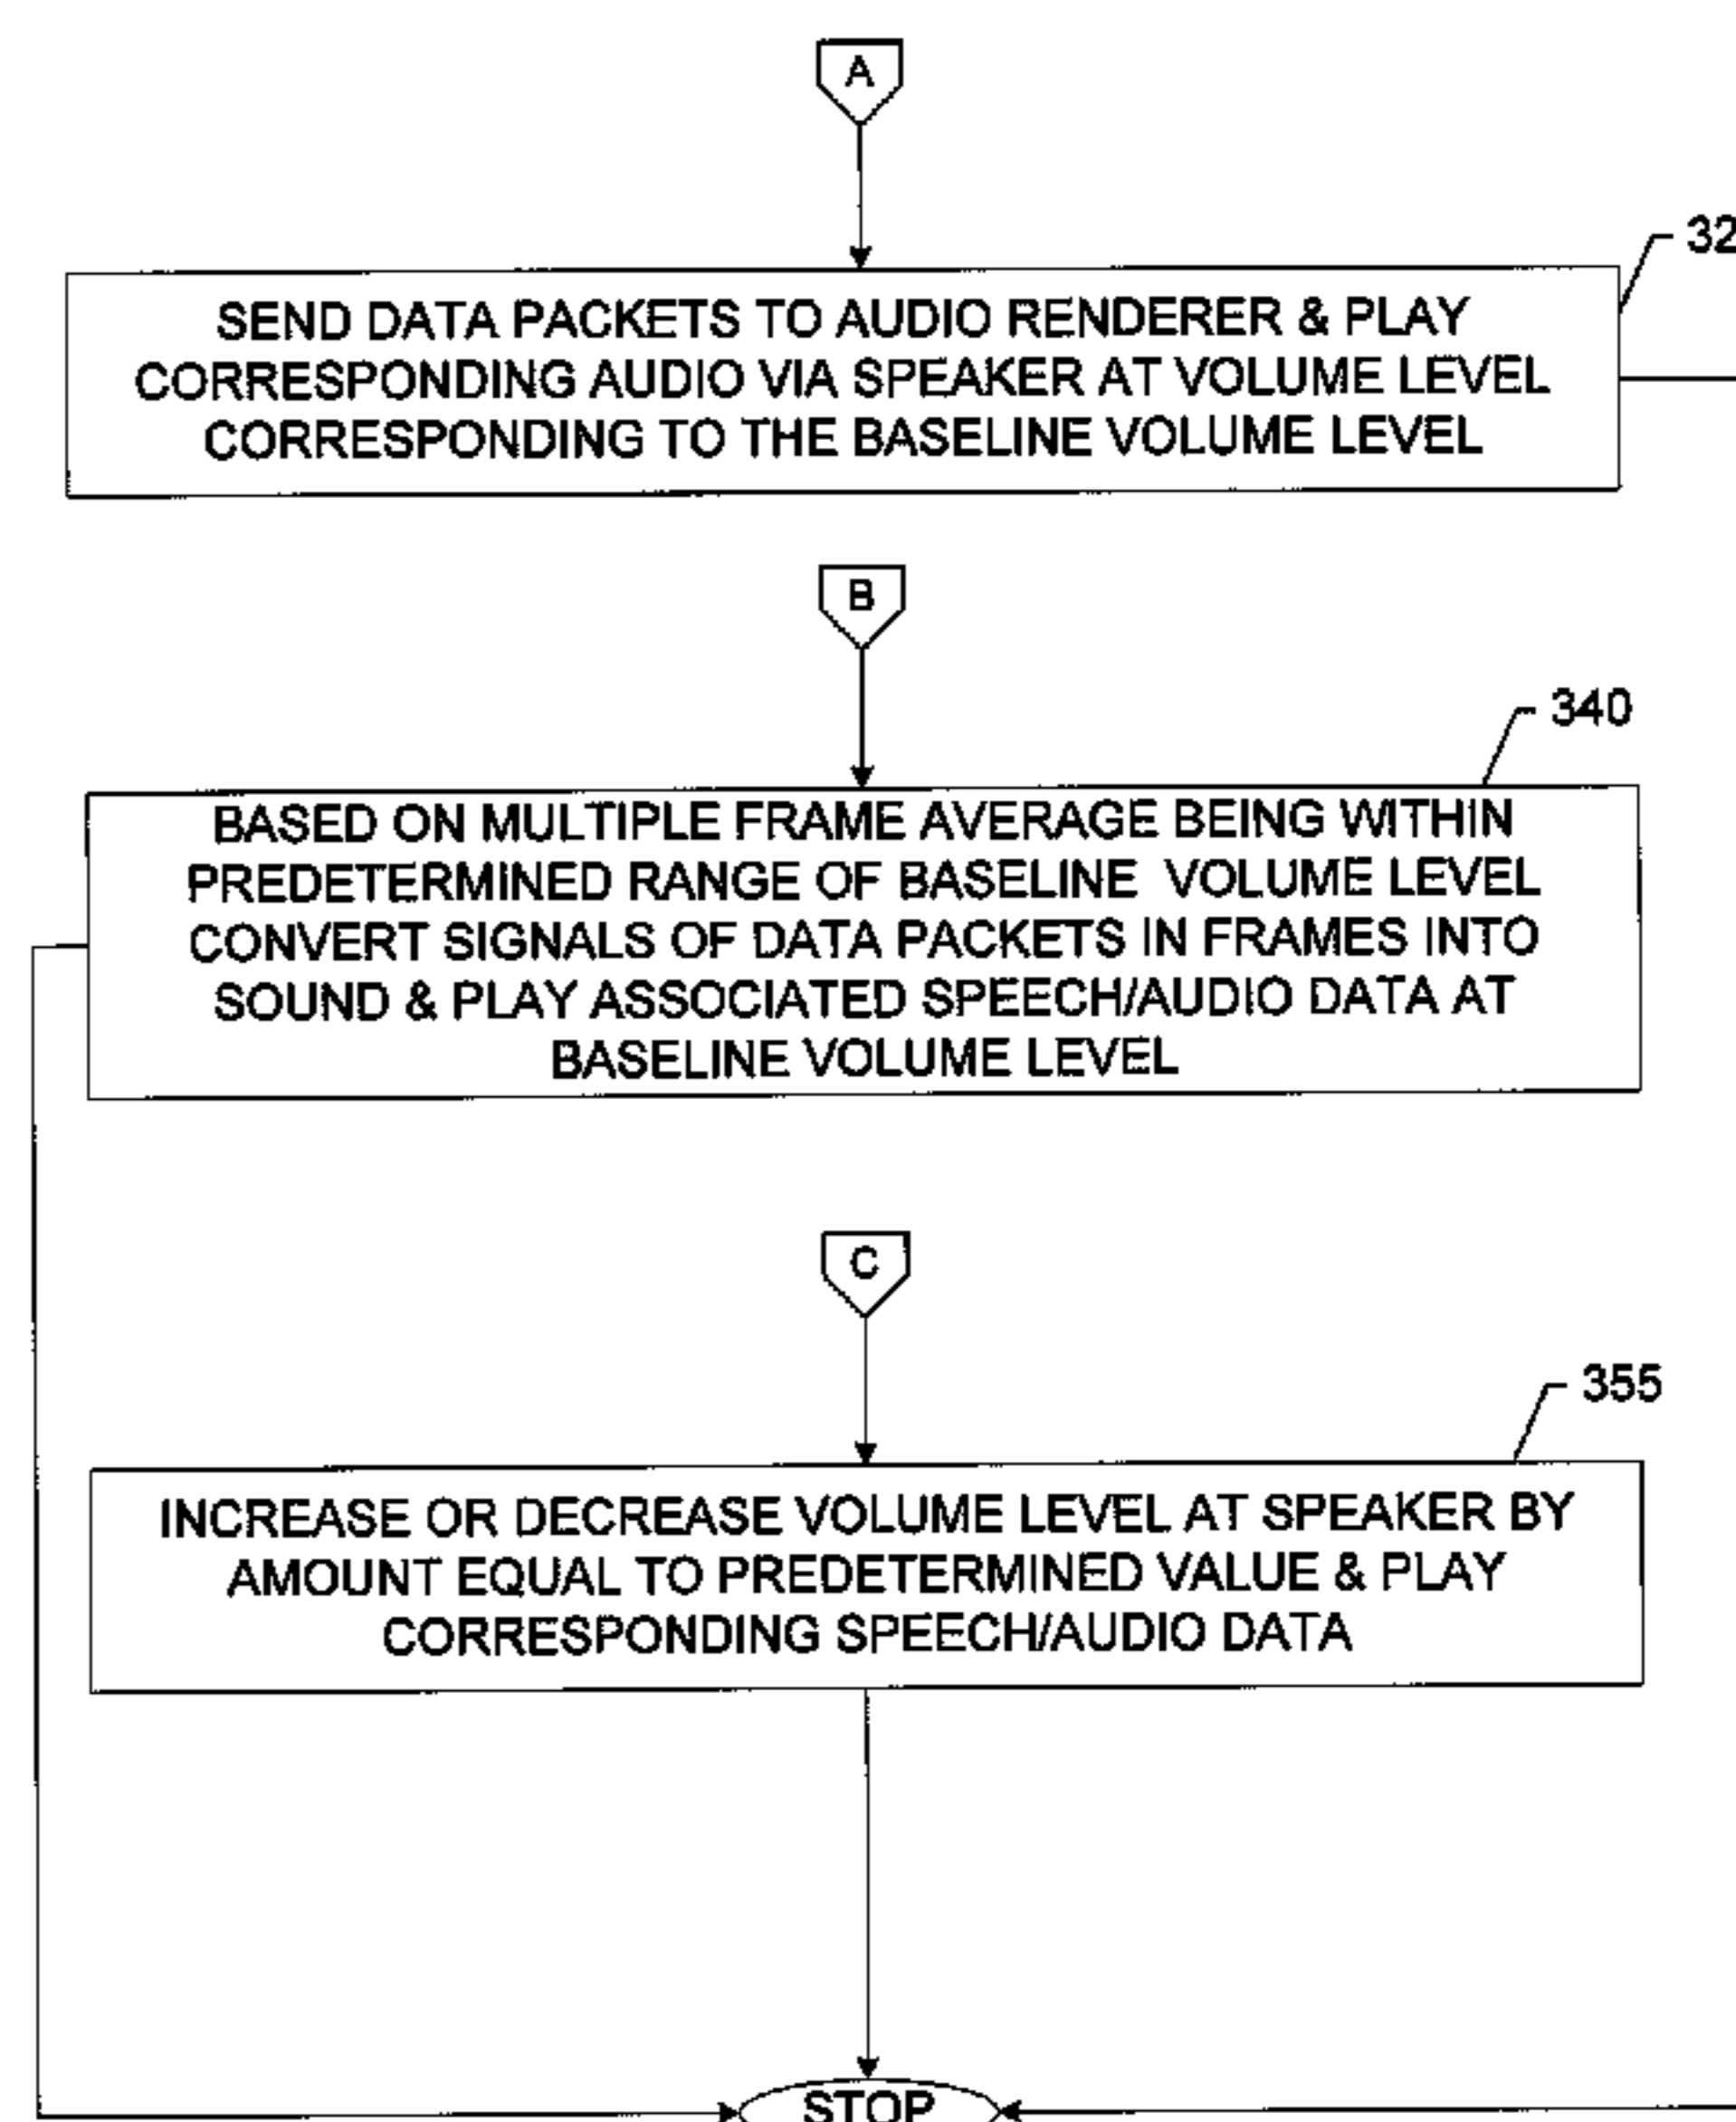 A
32
SEND DATA PACKETS TO AUDIO RENDERER & PLAY
CORRESPONDING AUDIO VIA SPEAKER AT VOLUME LEVEL
CORRESPONDING TO THE BASELINE VOLUME LEVEL
B
340
BASED ON MULTIPLE FRAME AVERAGE BEING WITHIN
PREDETERMINED RANGE OF BASELINE VOLUME LEVEL
CONVERT SIGNALS OF DATA PACKETS IN FRAMES INTO
SOUND & PLAY ASSOCIATED SPEECH/AUDIO DATA AT
BASELINE VOLUME LEVEL
C
355
INCREASE OR DECREASE VOLUME LEVEL AT SPEAKER BY
AMOUNT EQUAL TO PREDETERMINED VALUE & PLAY
CORRESPONDING SPEECH/AUDIO DATA
STOP